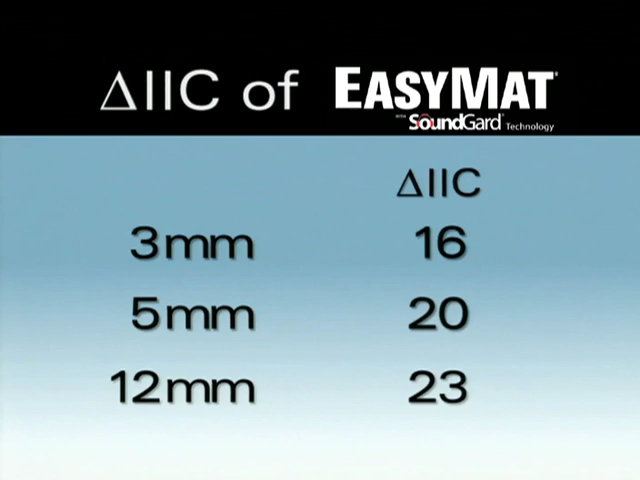 ΔIIC of EASYMAT®
SoundGard® Technology
ΔIIC
3mm 16
5mm 20
12mm 23